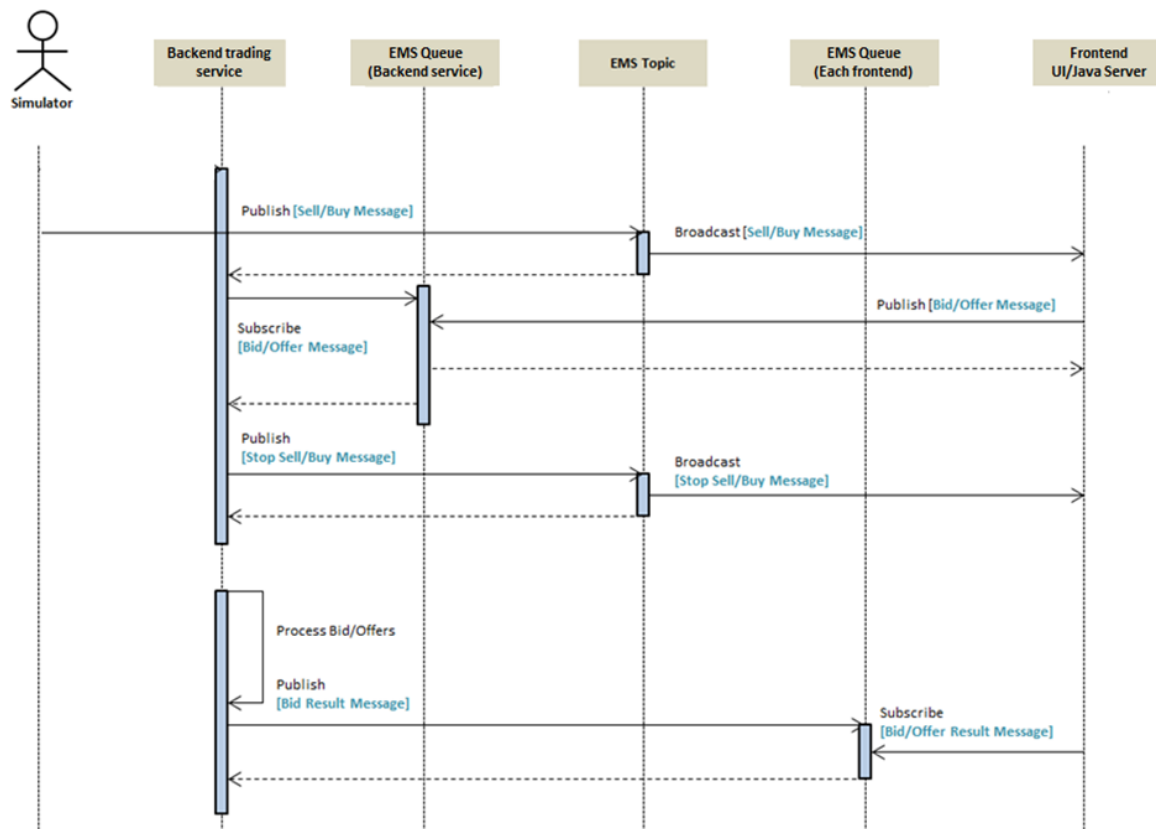 Simulator
Backend trading
service
EMS Queue
(Backend service)
EMS Topic
EMS Queue
(Each frontend)
Frontend
UI/Java Server
Publish [Sell/Buy Message]
Broadcast [Sell/Buy Message]
Publish [Bid/Offer Message]
Subscribe
[Bid/Offer Message]
Publish
[Stop Sell/Buy Message]
Broadcast
[Stop Sell/Buy Message]
Process Bid/Offers
Publish
[Bid Result Message]
Subscribe
[Bid/Offer Result Message]